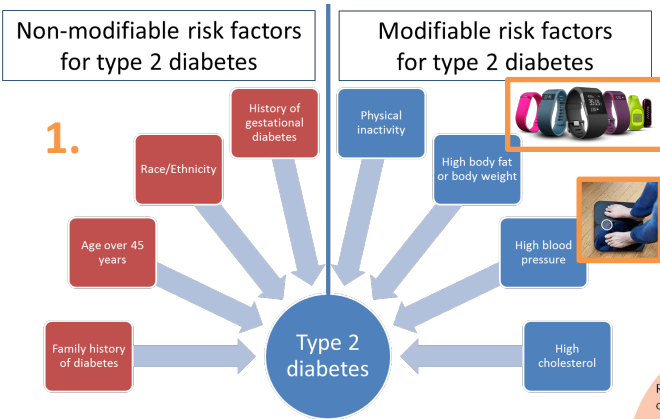 Non-modifiable risk factors
for type 2 diabetes
Modifiable risk factors
for type 2 diabetes
1.
History of
gestational
diabetes
Physical
inactivity
Race/Ethnicity
High body fat
or body weight
Age over 45
years
High blood
pressure
Family history
of diabetes
Type 2
diabetes
High
cholesterol